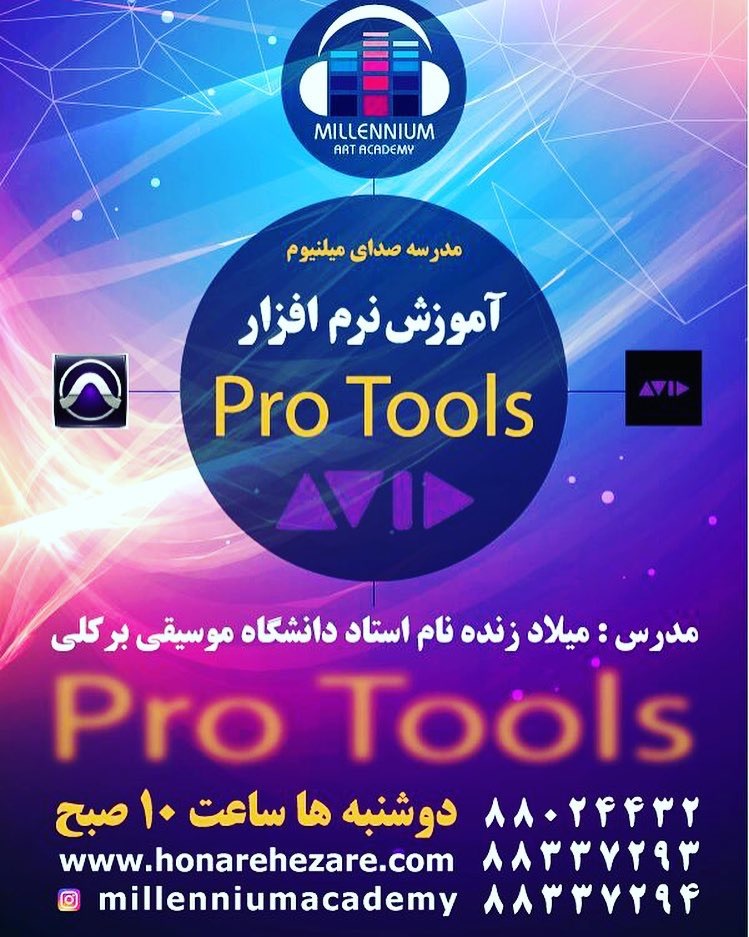 MILLENNIUM
ART ACADEMY
مدرسه صدای میلنیوم
آموزش نرم افزار
Pro Tools
AVID
AVID
مدرس : میلاد زنده نام استاد دانشگاه موسیقی برکلی
Pro Tools
دوشنبه ها ساعت ۱۰ صبح
۸۸۰۲۴۴۳۲
www.honarehezare.com
۸۸۳۳۷۲۹۳
millenniumacademy
۸۸۳۳۷۲۹۴